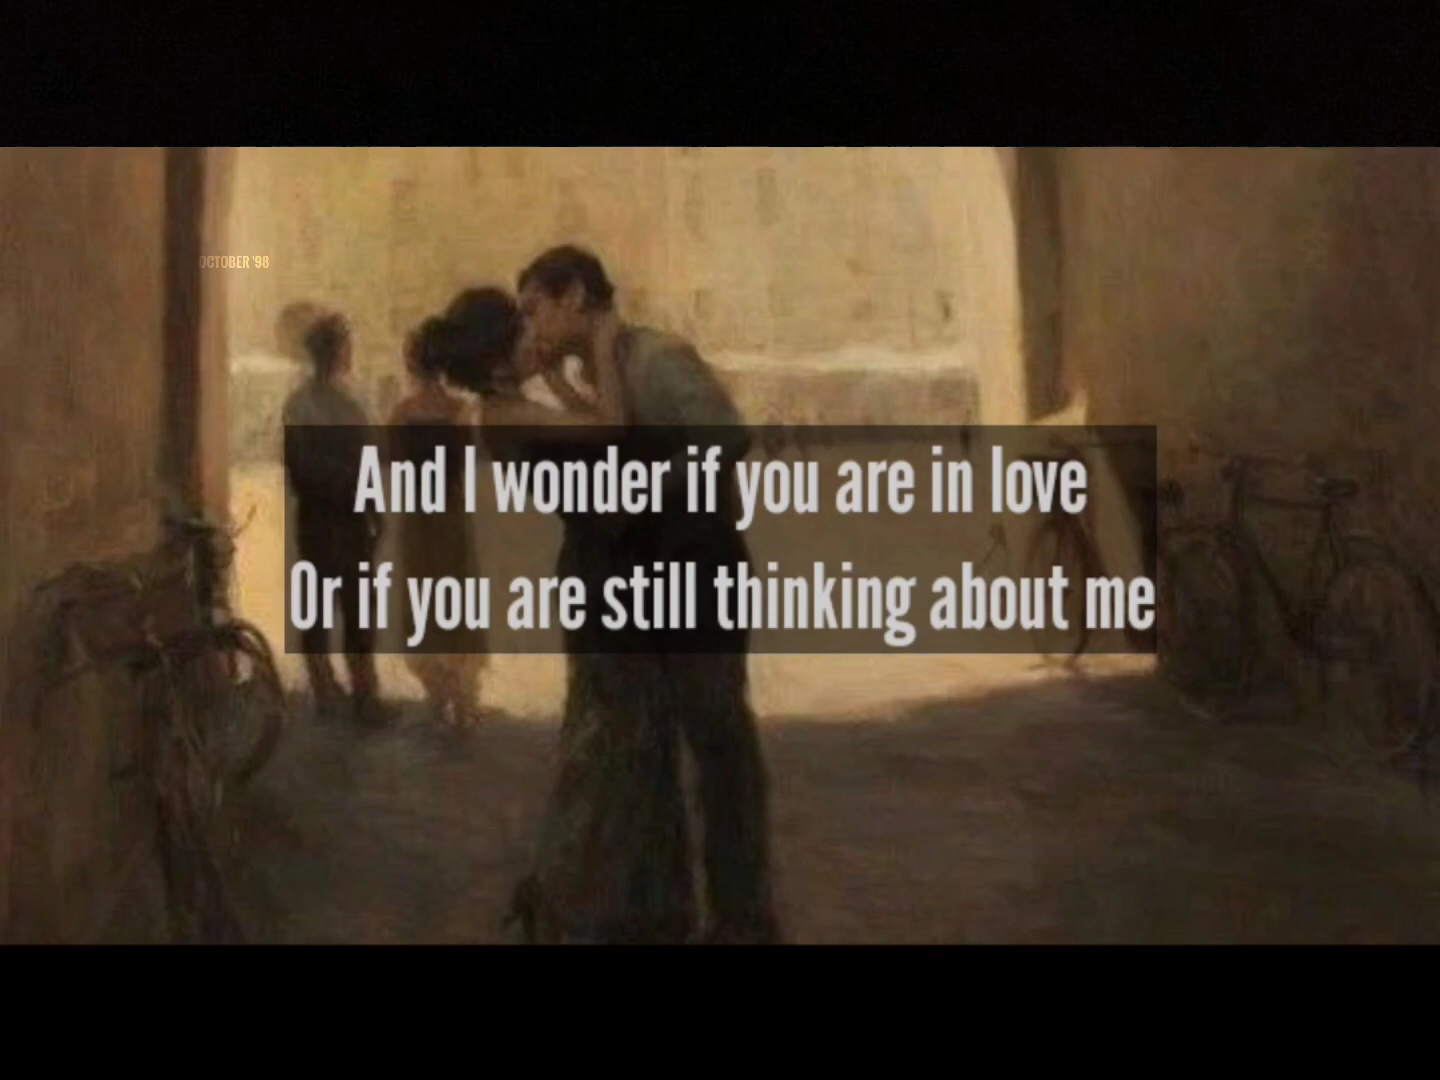 OCTOBER '98
And I wonder if you are in love
Or if you are still thinking about me